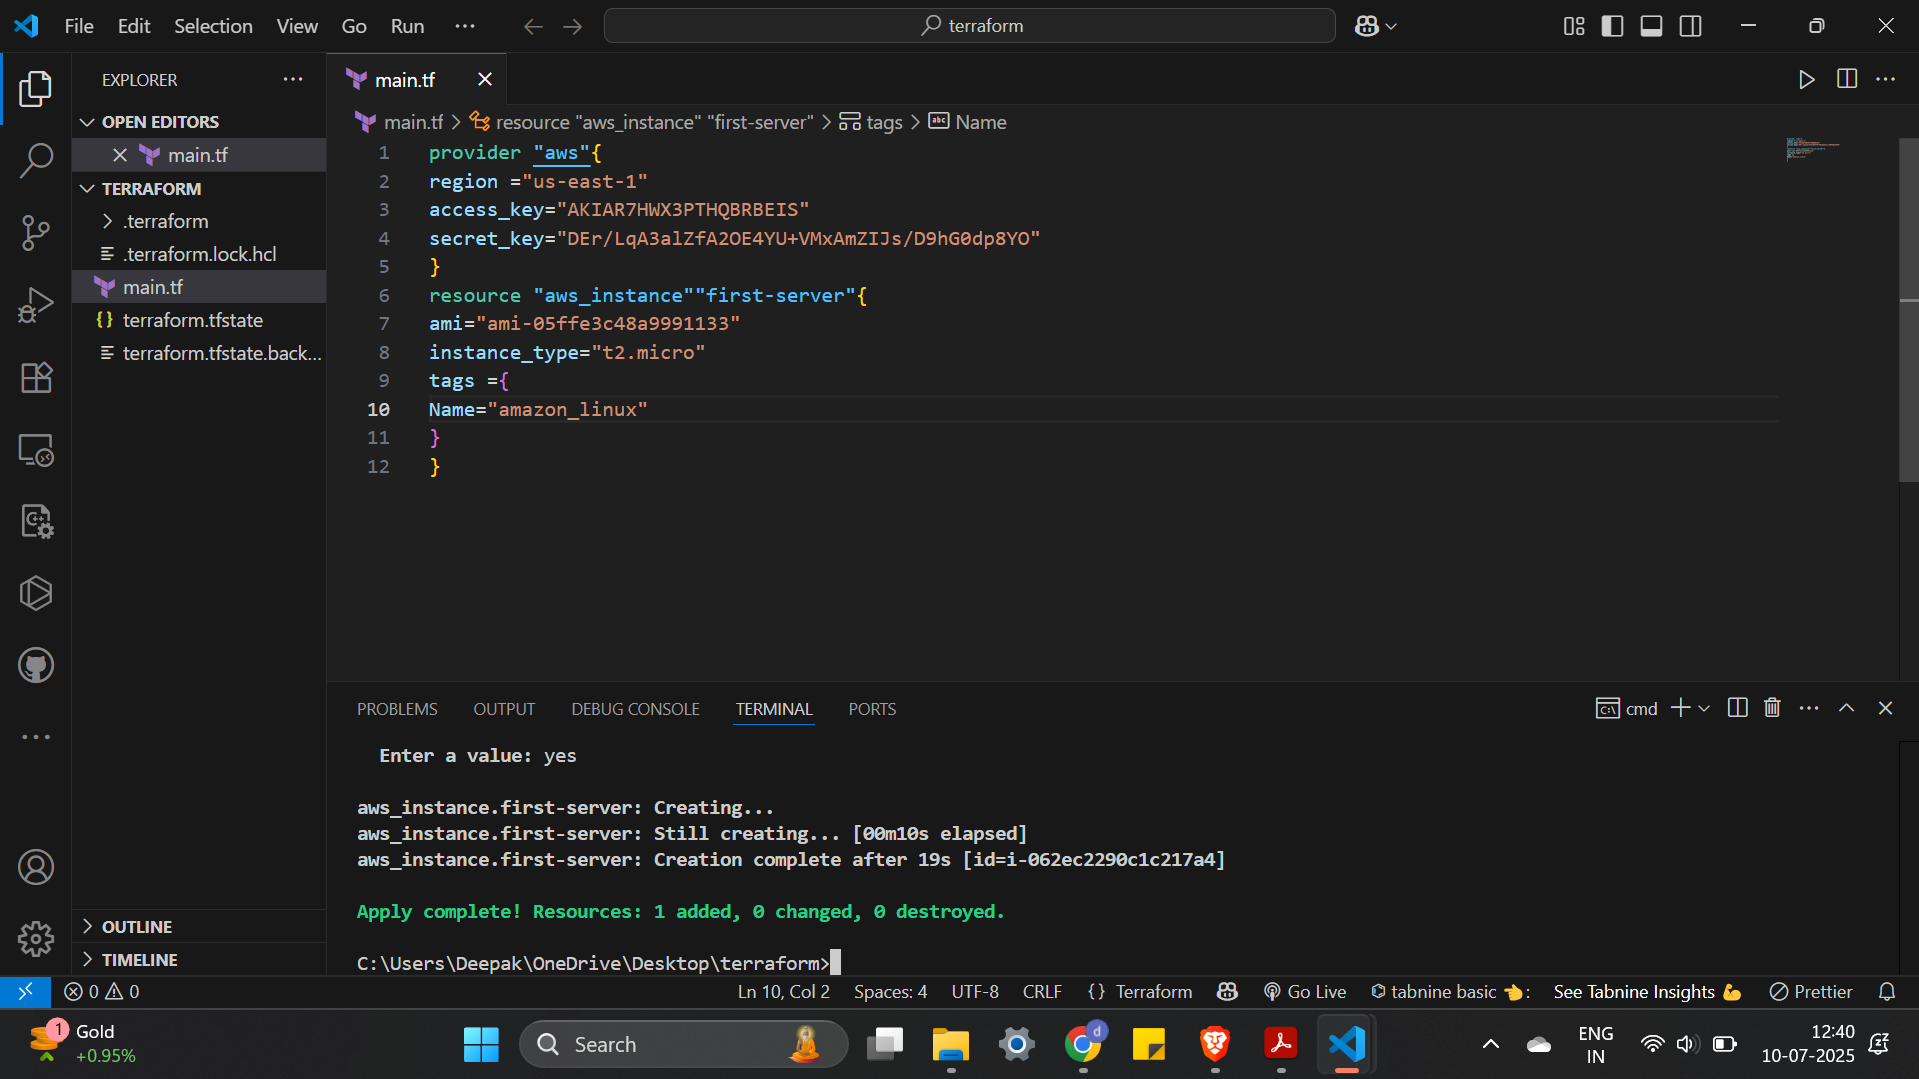 File Edit Selection View Go Run ... terraform
EXPLORER
OPEN EDITORS
main.tf
TERRAFORM
.terraform
.terraform.lock.hcl
main.tf
terraform.tfstate
terraform.tfstate.back...
OUTLINE
TIMELINE
main.tf
main.tf > resource "aws_instance" "first-server" > tags > Name
1 provider "aws"{
2 region ="us-east-1"
3 access_key="AKIAR7HWX3PTHQBRBEIS"
4 secret_key="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"
5 }
6 resource "aws_instance""first-server"{
7 ami="ami-05ffe3c48a9991133"
8 instance_type="t2.micro"
9 tags ={
10 Name="amazon_linux"
11 }
12 }
PROBLEMS OUTPUT DEBUG CONSOLE TERMINAL PORTS cmd
Enter a value: yes
aws_instance.first-server: Creating...
aws_instance.first-server: Still creating... [00m10s elapsed]
aws_instance.first-server: Creation complete after 19s [id=i-062ec2290c1c217a4]
Apply complete! Resources: 1 added, 0 changed, 0 destroyed.
C:\Users\Deepak\OneDrive\Desktop\terraform>
0 0 Ln 10, Col 2 Spaces: 4 UTF-8 CRLF {} Terraform Go Live tabnine basic 👈: See Tabnine Insights 💪 Prettier
1 Gold
+0.95%
Search
d
ENG
IN
12:40
10-07-2025